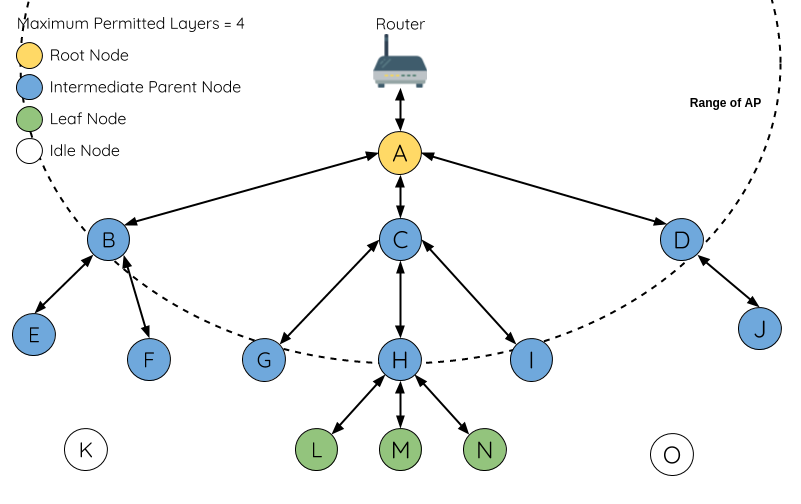 Maximum Permitted Layers = 4
Root Node
Intermediate Parent Node
Leaf Node
Idle Node
Router
Range of AP
A
B
C
D
E
F
G
H
I
J
K
L
M
N
O